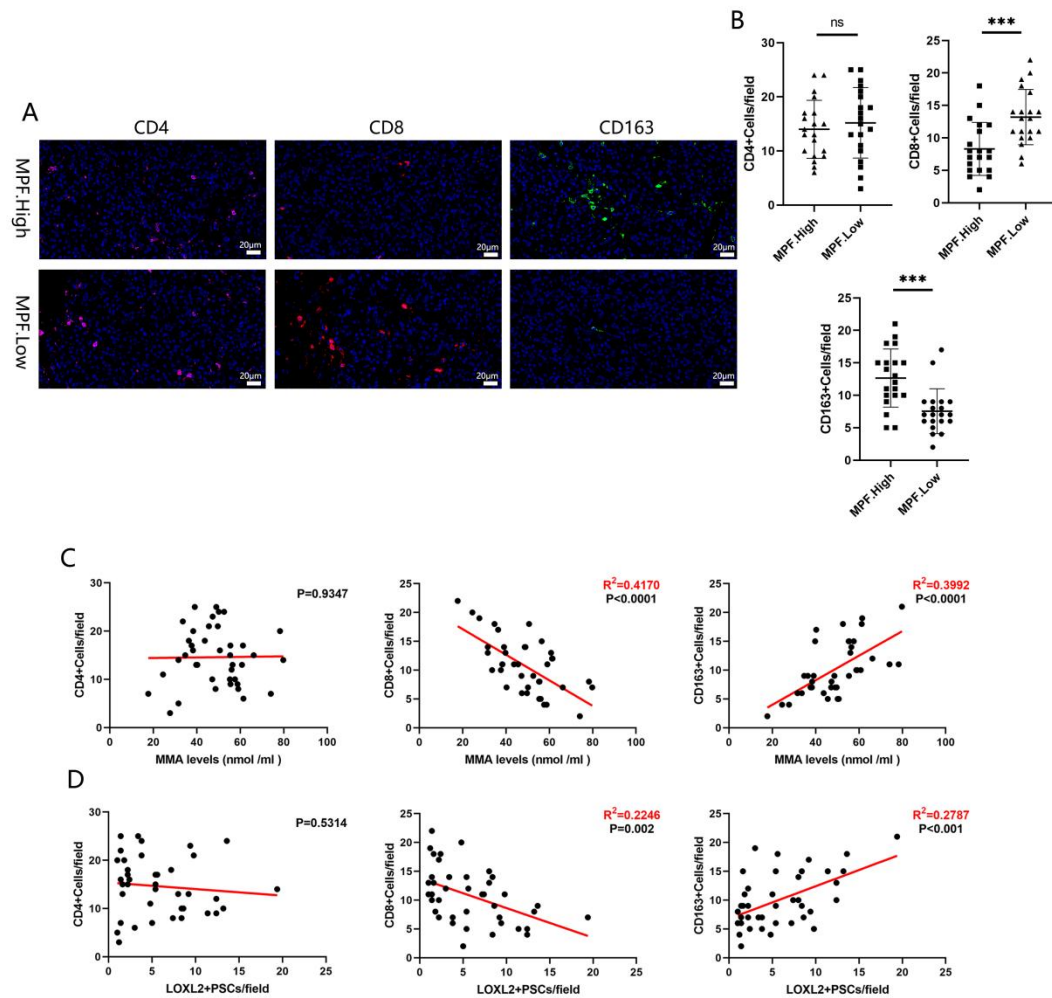 A
CD4 CD8 CD163
MPF.High
20μm 20μm 20μm
MPF.Low
20μm 20μm 20μm
B
ns
CD4+Cells/field
30
20
10
0
MPF.High MPF.Low
***
CD8+Cells/field
25
20
15
10
5
0
MPF.High MPF.Low
***
CD163+Cells/field
25
20
15
10
5
0
MPF.High MPF.Low
C
P=0.9347
CD4+Cells/field
30
20
10
0
0 20 40 60 80 100
MMA levels (nmol /ml )
R²=0.4170
P<0.0001
CD8+Cells/field
25
20
15
10
5
0
0 20 40 60 80 100
MMA levels (nmol /ml )
R²=0.3992
P<0.0001
CD163+Cells/field
25
20
15
10
5
0
0 20 40 60 80 100
MMA levels (nmol /ml )
D
P=0.5314
CD4+Cells/field
30
20
10
0
0 5 10 15 20 25
LOXL2+PSCs/field
R²=0.2246
P=0.002
CD8+Cells/field
25
20
15
10
5
0
0 5 10 15 20 25
LOXL2+PSCs/field
R²=0.2787
P<0.001
CD163+Cells/field
25
20
15
10
5
0
0 5 10 15 20 25
LOXL2+PSCs/field